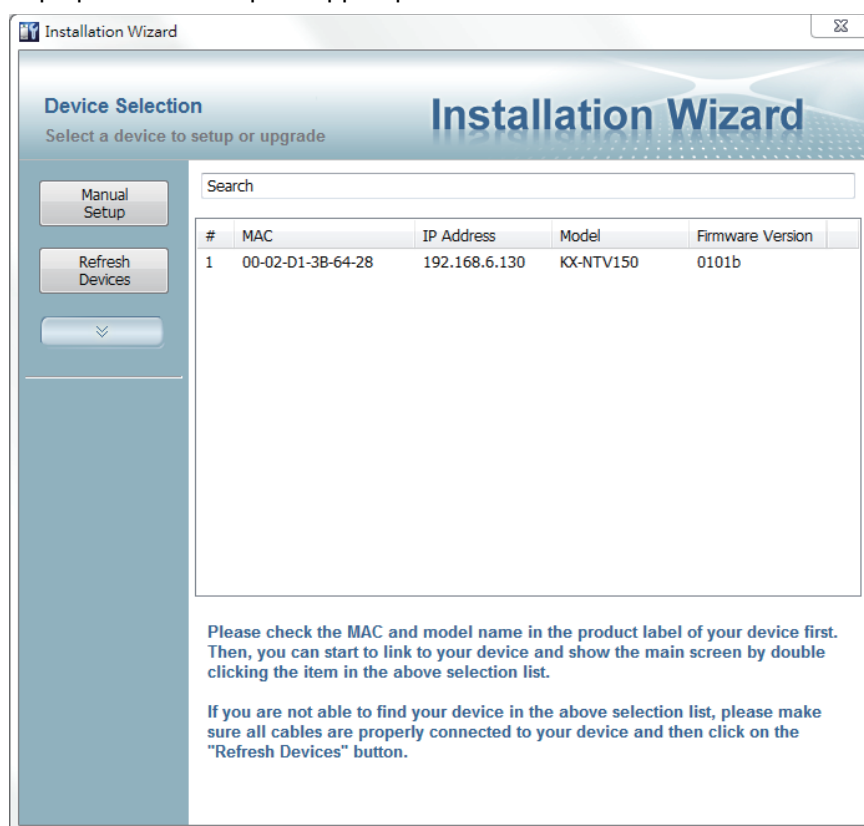 Installation Wizard
Device Selection
Installation Wizard
Select a device to setup or upgrade
Manual
Setup
Search
# MAC IP Address Model Firmware Version
Refresh
Devices
1 00-02-D1-3B-64-28 192.168.6.130 KX-NTV150 0101b
Please check the MAC and model name in the product label of your device first.
Then, you can start to link to your device and show the main screen by double
clicking the item in the above selection list.
If you are not able to find your device in the above selection list, please make
sure all cables are properly connected to your device and then click on the
"Refresh Devices" button.